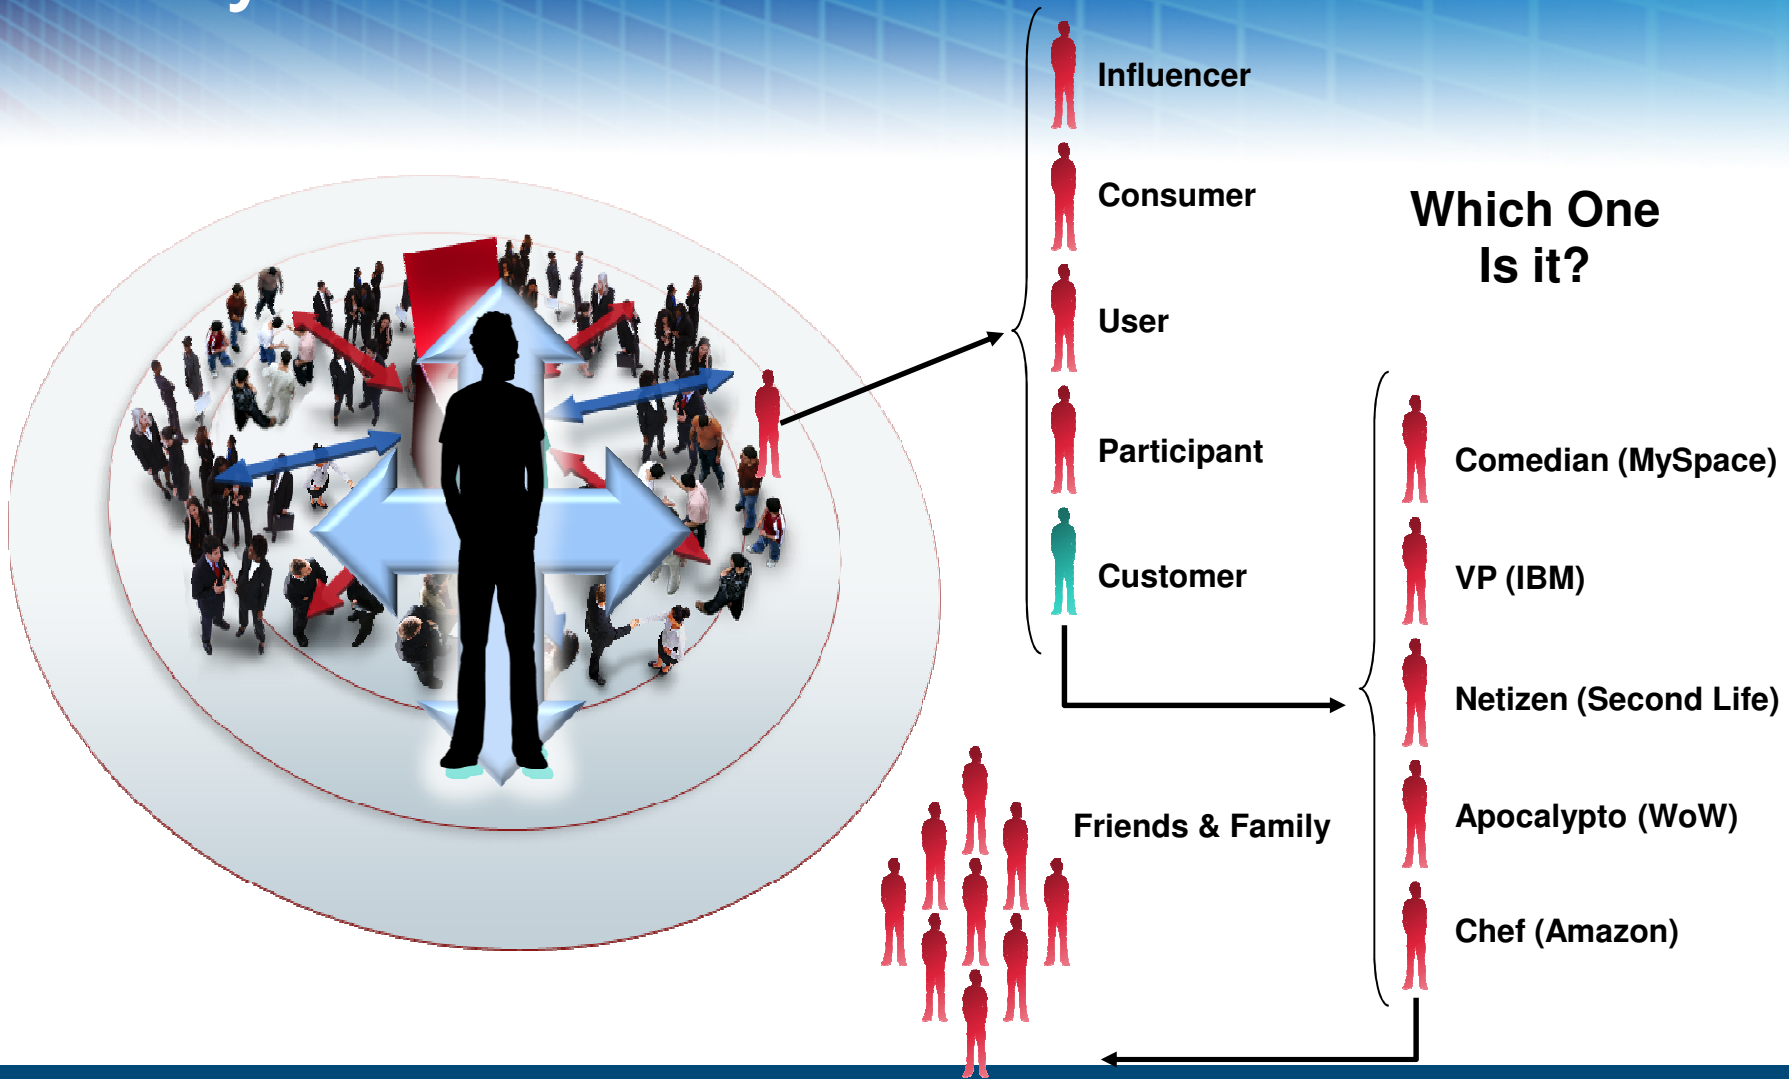 Influencer
Consumer
User
Participant
Customer
Which One
Is it?
Comedian (MySpace)
VP (IBM)
Netizen (Second Life)
Apocalypto (WoW)
Chef (Amazon)
Friends & Family